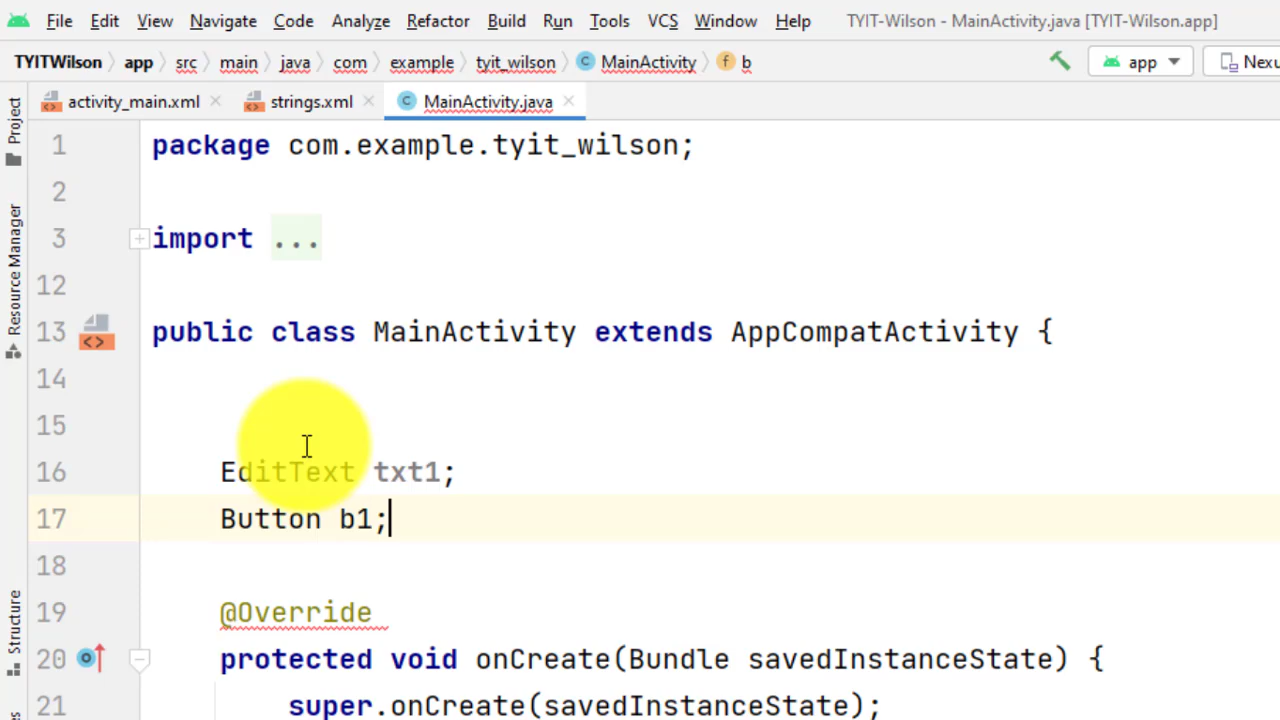 File Edit View Navigate Code Analyze Refactor Build Run Tools VCS Window Help TYIT-Wilson - MainActivity.java [TYIT-Wilson.app]
TYITWilson app src main java com example tyit_wilson MainActivity b app Nexu
activity_main.xml strings.xml MainActivity.java
Project
Resource Manager
Structure
1 package com.example.tyit_wilson;
2
3 import ...
12
13 public class MainActivity extends AppCompatActivity {
14
15
16 EditText txt1;
17 Button b1;
18
19 @Override
20 protected void onCreate(Bundle savedInstanceState) {
21 super.onCreate(savedInstanceState);